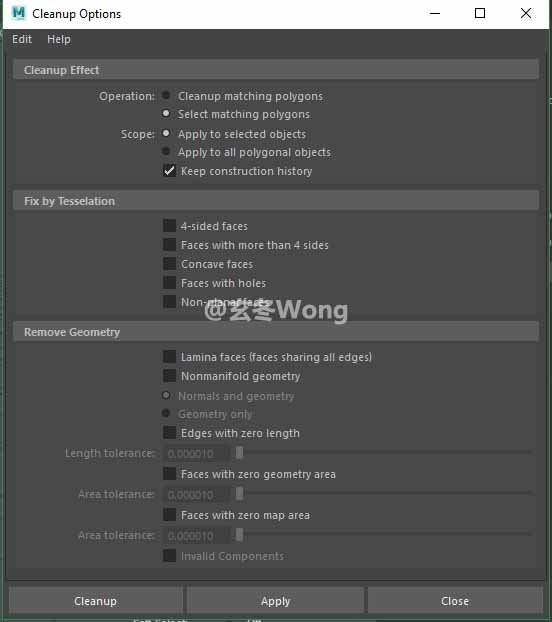 M Cleanup Options
Edit Help
Cleanup Effect
Operation: Cleanup matching polygons
Select matching polygons
Scope: Apply to selected objects
Apply to all polygonal objects
Keep construction history
Fix by Tesselation
4-sided faces
Faces with more than 4 sides
Concave faces
Faces with holes
Non-planar faces
@玄冬Wong
Remove Geometry
Lamina faces (faces sharing all edges)
Nonmanifold geometry
Normals and geometry
Geometry only
Edges with zero length
Length tolerance: 0.000010
Faces with zero geometry area
Area tolerance: 0.000010
Faces with zero map area
Area tolerance: 0.000010
Invalid Components
Cleanup Apply Close